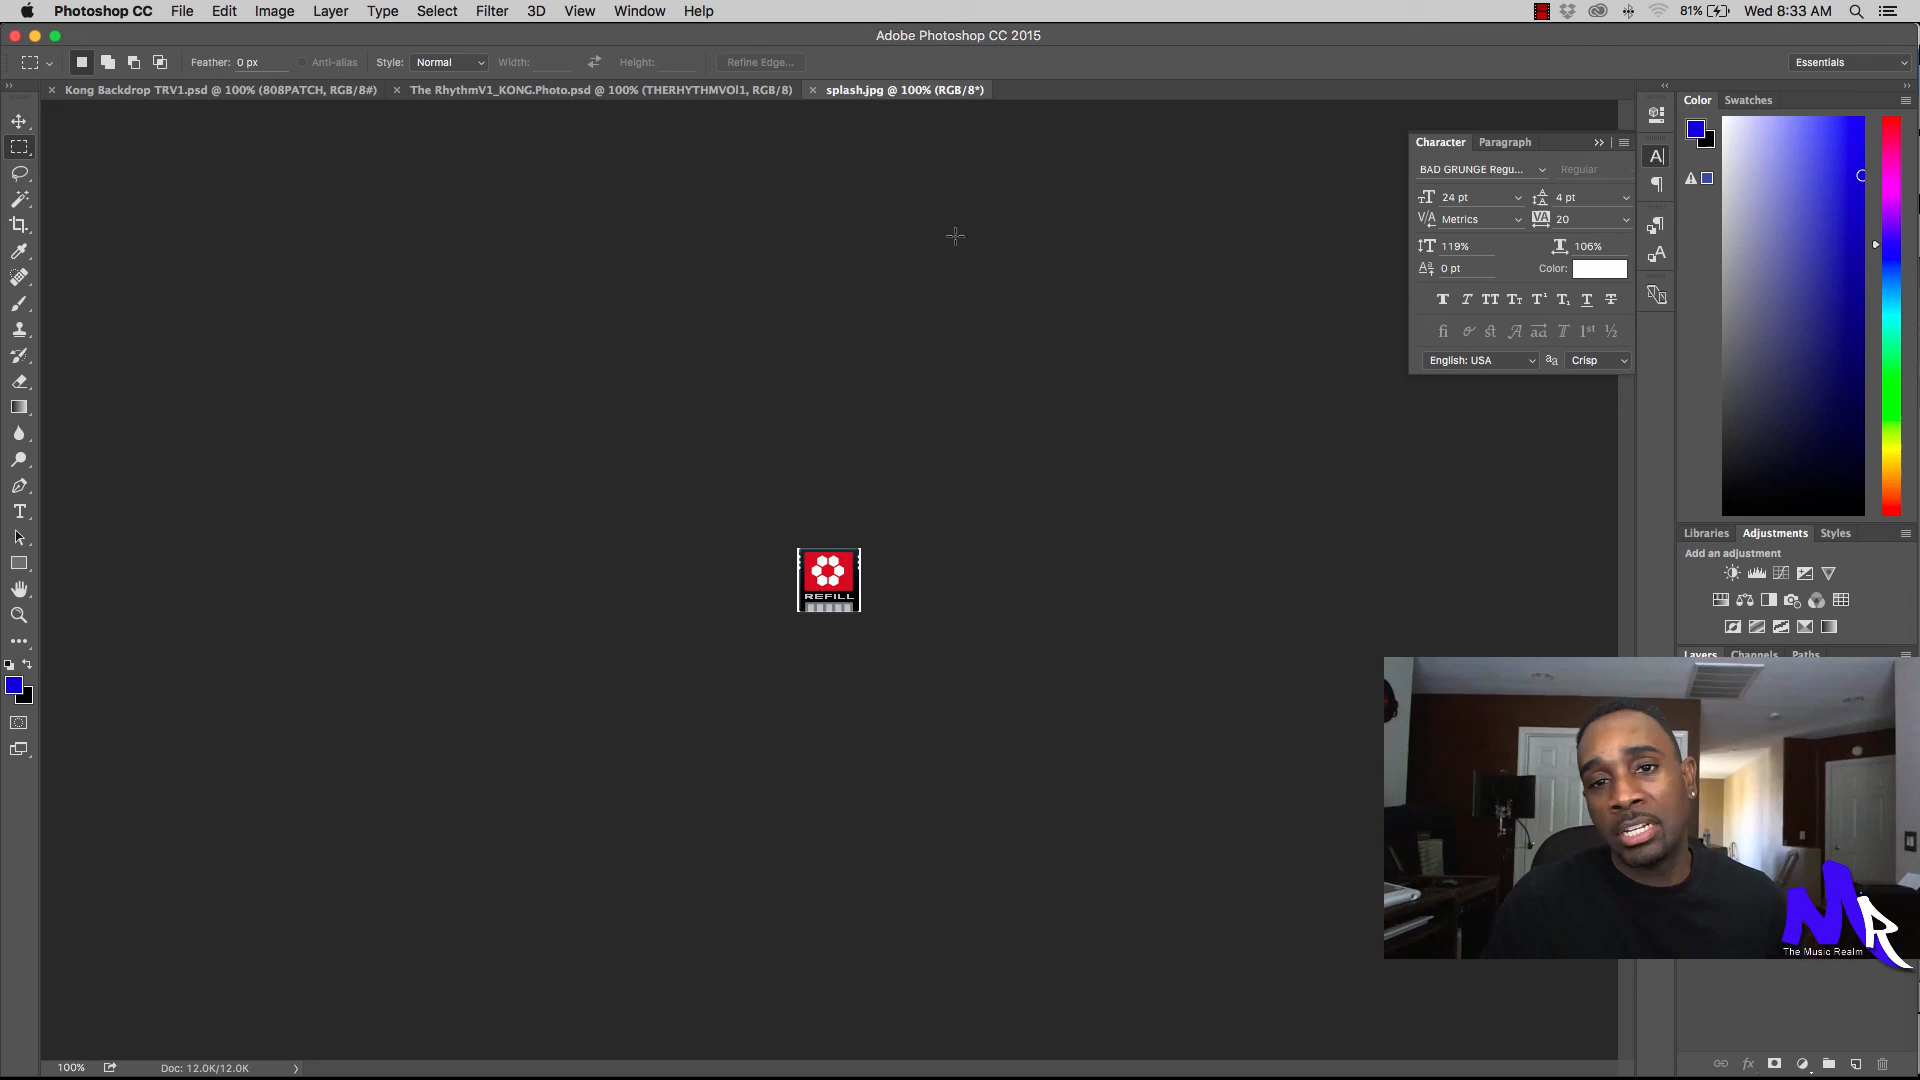 Photoshop CC File Edit Image Layer Type Select Filter 3D View Window Help 81% Wed 8:33 AM
Adobe Photoshop CC 2015
Feather: 0 px Anti-alias Style: Normal Width: Height: Refine Edge... Essentials
Kong Backdrop TRV1.psd @ 100% (808PATCH, RGB/8#) The RhythmV1_KONG.Photo.psd @ 100% (THERHYTHMVOl1, RGB/8) splash.jpg @ 100% (RGB/8*)
Color Swatches
Character Paragraph
BAD GRUNGE Regu... Regular
24 pt 4 pt
Metrics 20
119% 106%
0 pt Color:
English: USA Crisp
Libraries Adjustments Styles
Add an adjustment
REFILL
Layers Channels Paths
MR
The Music Realm
100% Doc: 12.0K/12.0K